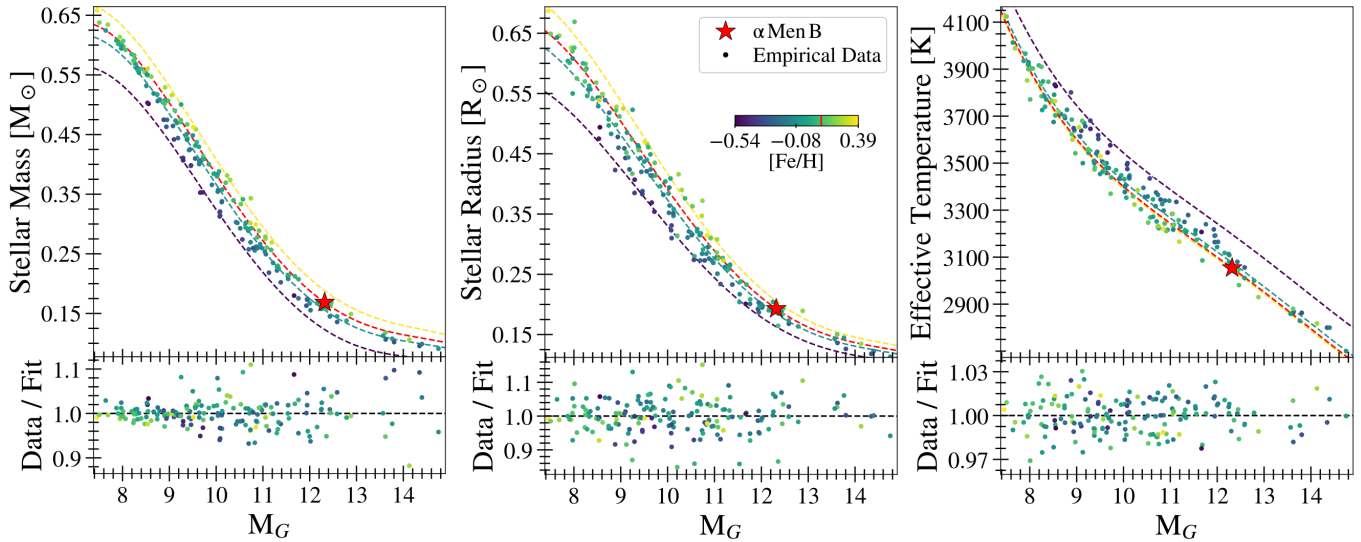 Stellar Mass [M⊙]
0.65
0.55
0.45
0.35
0.25
0.15
Data / Fit
1.1
1.0
0.9
8 9 10 11 12 13 14
M_G
Stellar Radius [R⊙]
0.65
0.55
0.45
0.35
0.25
0.15
α Men B
Empirical Data
−0.54 −0.08 0.39
[Fe/H]
Data / Fit
1.1
1.0
0.9
8 9 10 11 12 13 14
M_G
Effective Temperature [K]
4100
3900
3700
3500
3300
3100
2900
Data / Fit
1.03
1.00
0.97
8 9 10 11 12 13 14
M_G